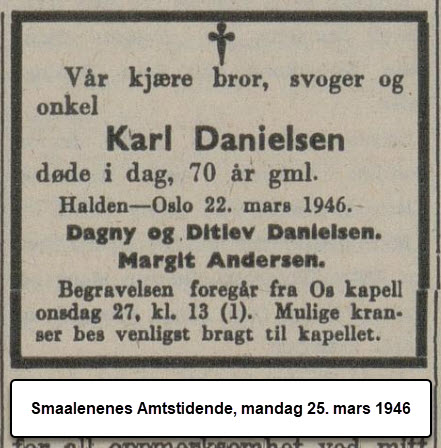 Vår kjære bror, svoger og
onkel
Karl Danielsen
døde i dag, 70 år gml.
Halden—Oslo 22. mars 1946.
Dagny og Ditlev Danielsen.
Margit Andersen.
Begravelsen foregår fra Os kapell
onsdag 27, kl. 13 (1). Mulige kran-
ser bes venligst bragt til kapellet.
Smaalenenes Amtstidende, mandag 25. mars 1946